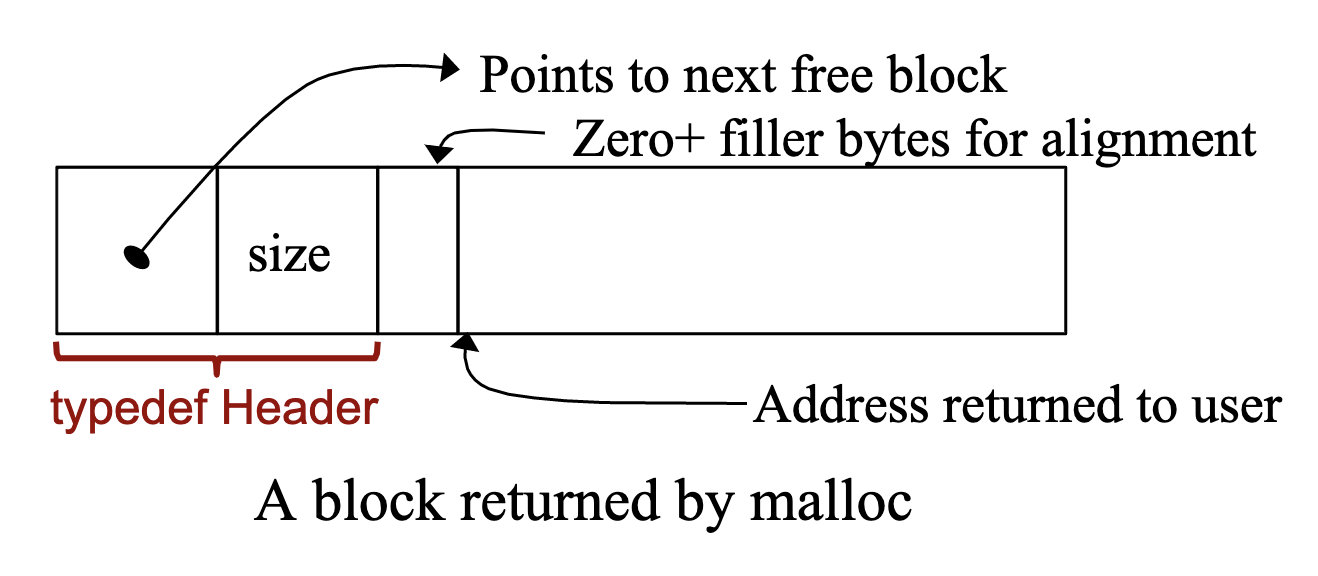 Points to next free block
Zero+ filler bytes for alignment
size
typedef Header
Address returned to user
A block returned by malloc